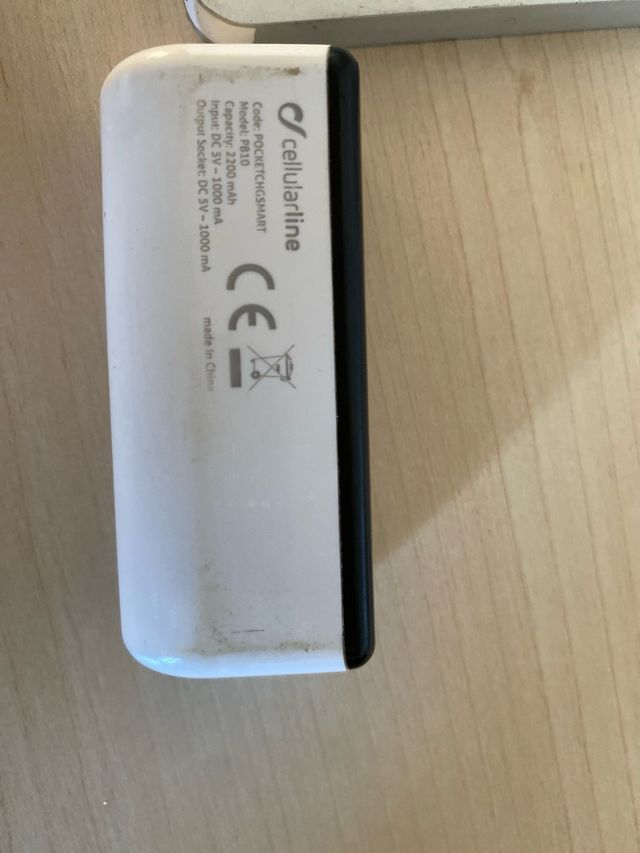 cellularline
Code: POCKETCHGSMART
Model: PB10
Capacity: 2200 mAh
Input: DC 5V – 1000 mA
Output Socket: DC 5V – 1000 mA
CE
made in China